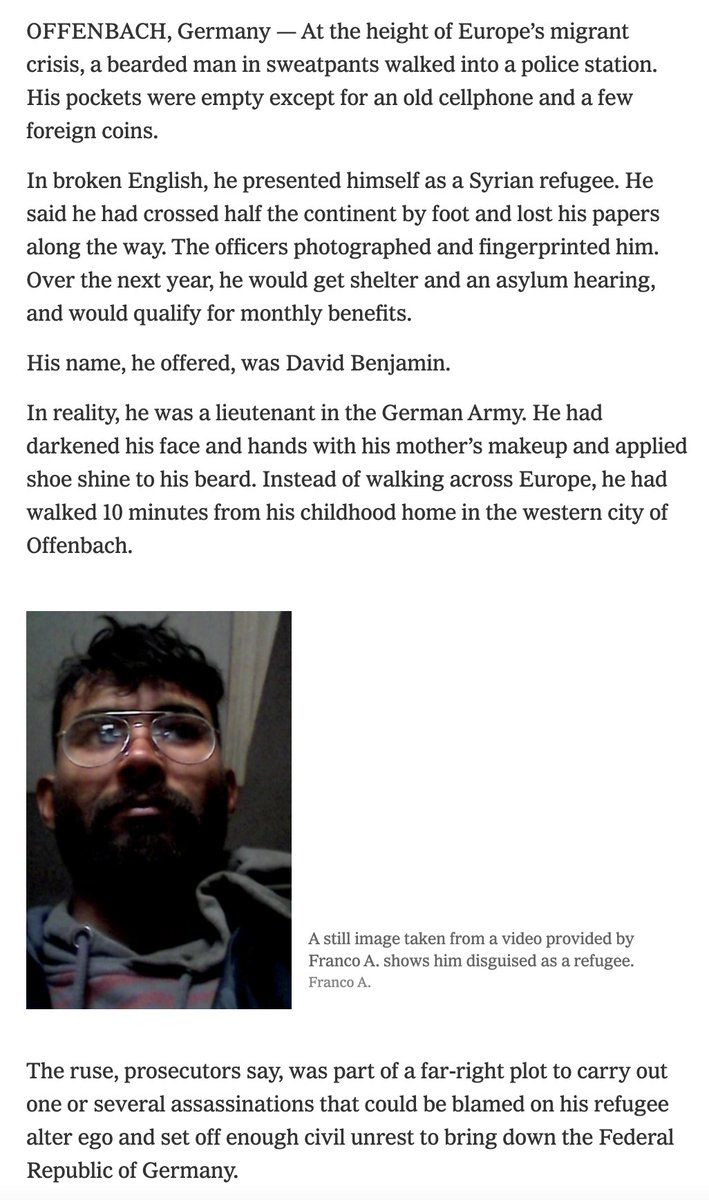 OFFENBACH, Germany — At the height of Europe’s migrant
crisis, a bearded man in sweatpants walked into a police station.
His pockets were empty except for an old cellphone and a few
foreign coins.
In broken English, he presented himself as a Syrian refugee. He
said he had crossed half the continent by foot and lost his papers
along the way. The officers photographed and fingerprinted him.
Over the next year, he would get shelter and an asylum hearing,
and would qualify for monthly benefits.
His name, he offered, was David Benjamin.
In reality, he was a lieutenant in the German Army. He had
darkened his face and hands with his mother’s makeup and applied
shoe shine to his beard. Instead of walking across Europe, he had
walked 10 minutes from his childhood home in the western city of
Offenbach.
A still image taken from a video provided by
Franco A. shows him disguised as a refugee.
Franco A.
The ruse, prosecutors say, was part of a far-right plot to carry out
one or several assassinations that could be blamed on his refugee
alter ego and set off enough civil unrest to bring down the Federal
Republic of Germany.